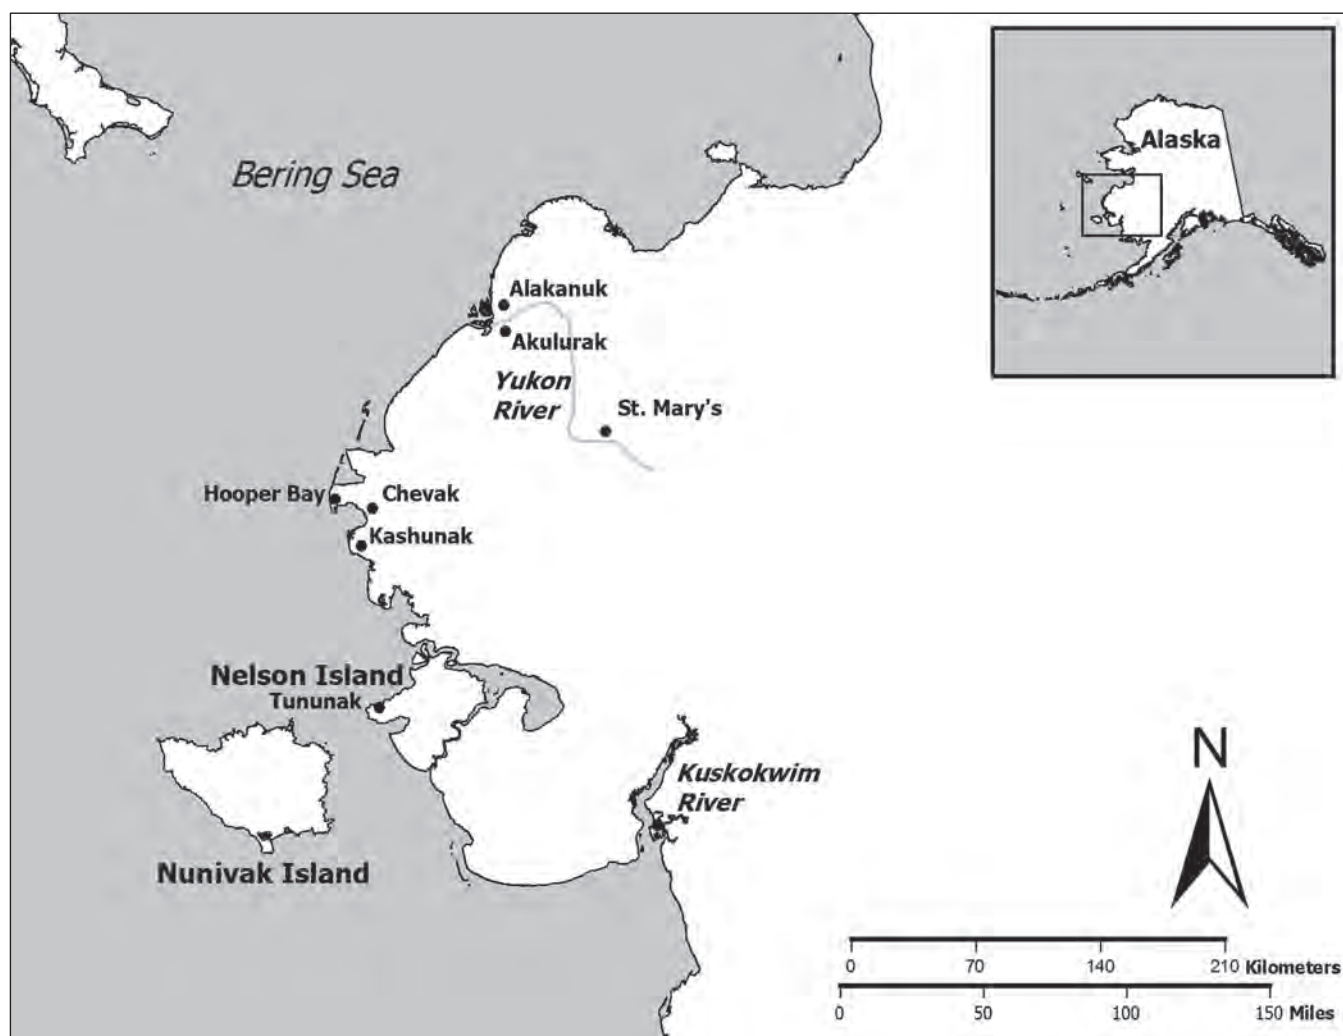 Alaska
Bering Sea
Alakanuk
Akulurak
Yukon
River
St. Mary's
Hooper Bay
Chevak
Kashunak
Nelson Island
Tununak
Kuskokwim
River
Nunivak Island
N
0 70 140 210 Kilometers
0 50 100 150 Miles